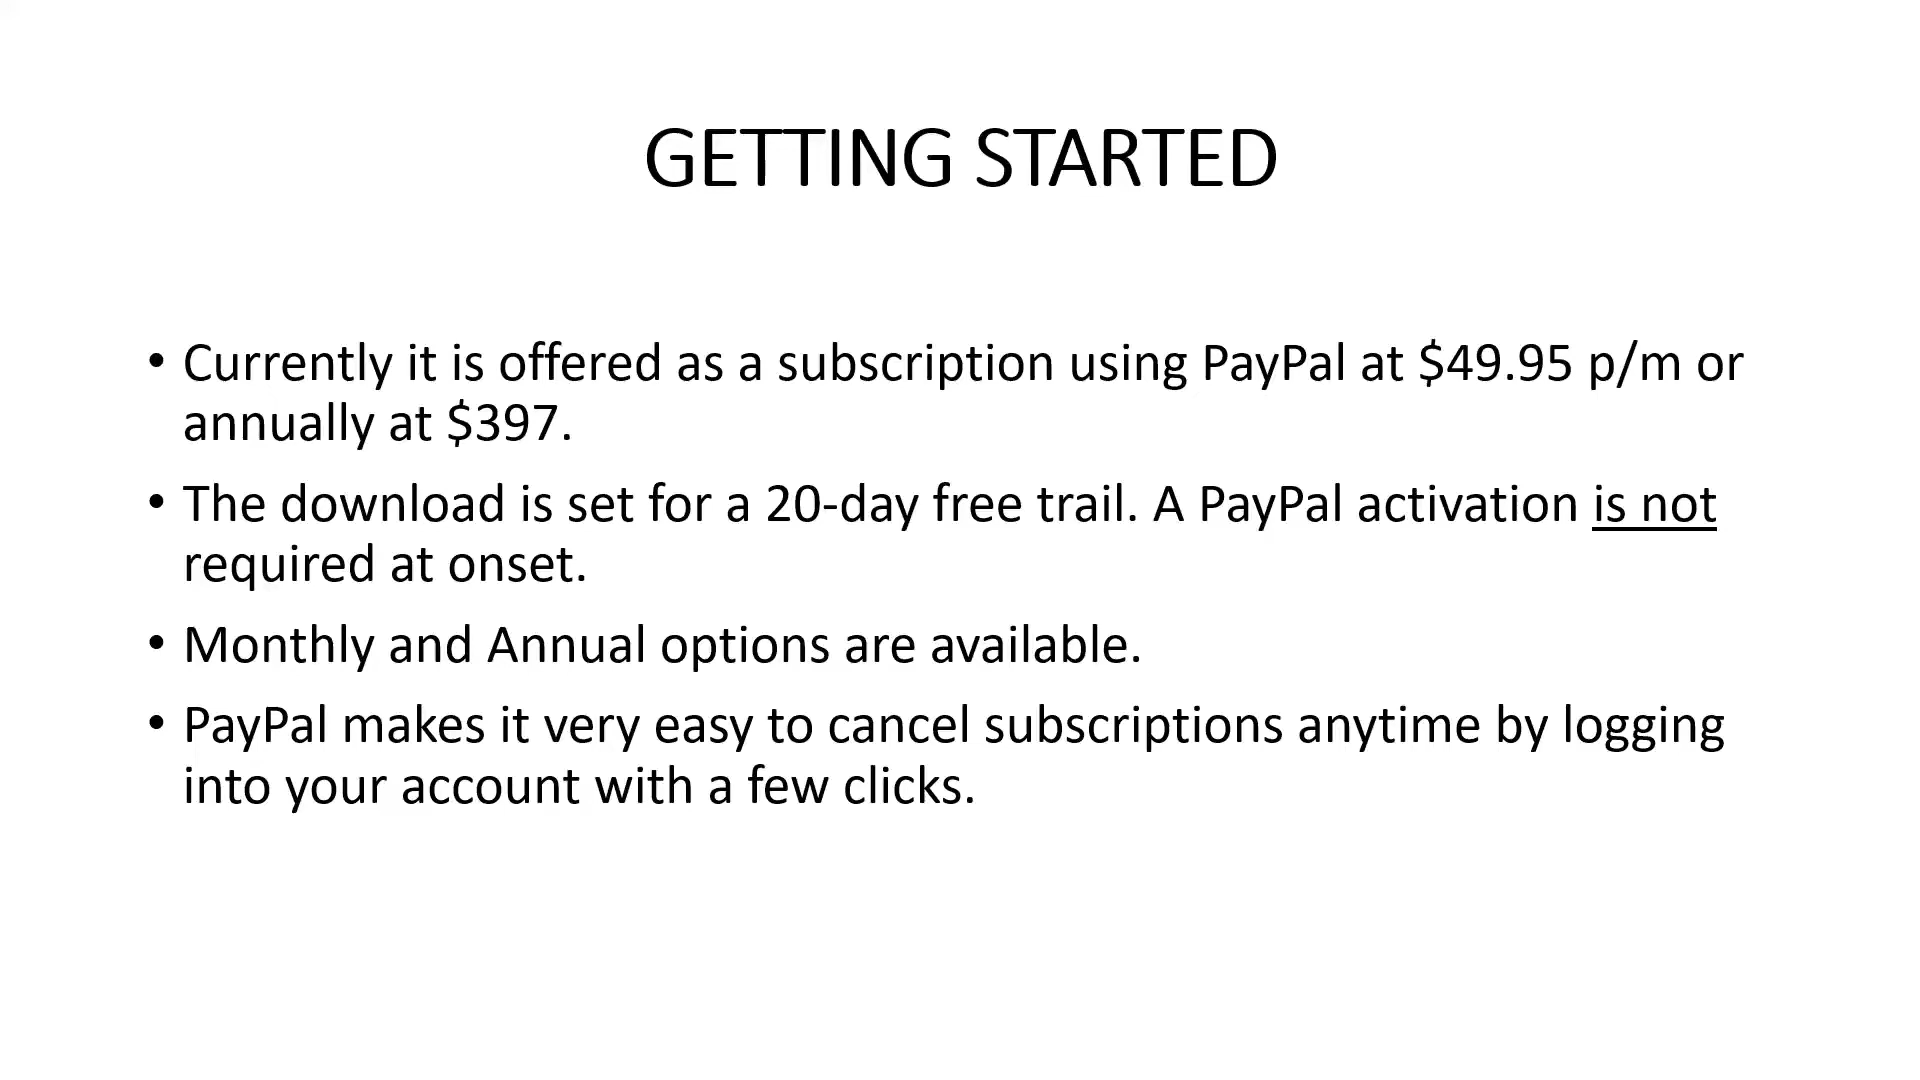 GETTING STARTED
• Currently it is offered as a subscription using PayPal at $49.95 p/m or
annually at $397.
• The download is set for a 20-day free trail. A PayPal activation is not
required at onset.
• Monthly and Annual options are available.
• PayPal makes it very easy to cancel subscriptions anytime by logging
into your account with a few clicks.